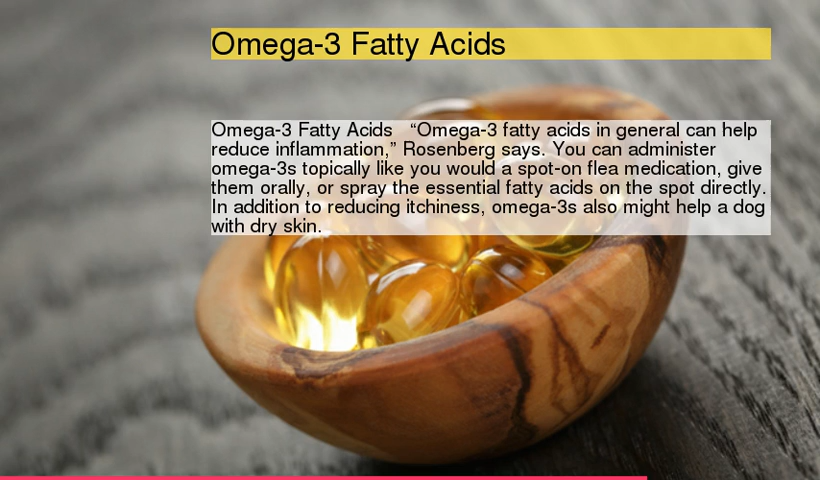 Omega-3 Fatty Acids
Omega-3 Fatty Acids “Omega-3 fatty acids in general can help
reduce inflammation,” Rosenberg says. You can administer
omega-3s topically like you would a spot-on flea medication, give
them orally, or spray the essential fatty acids on the spot directly.
In addition to reducing itchiness, omega-3s also might help a dog
with dry skin.